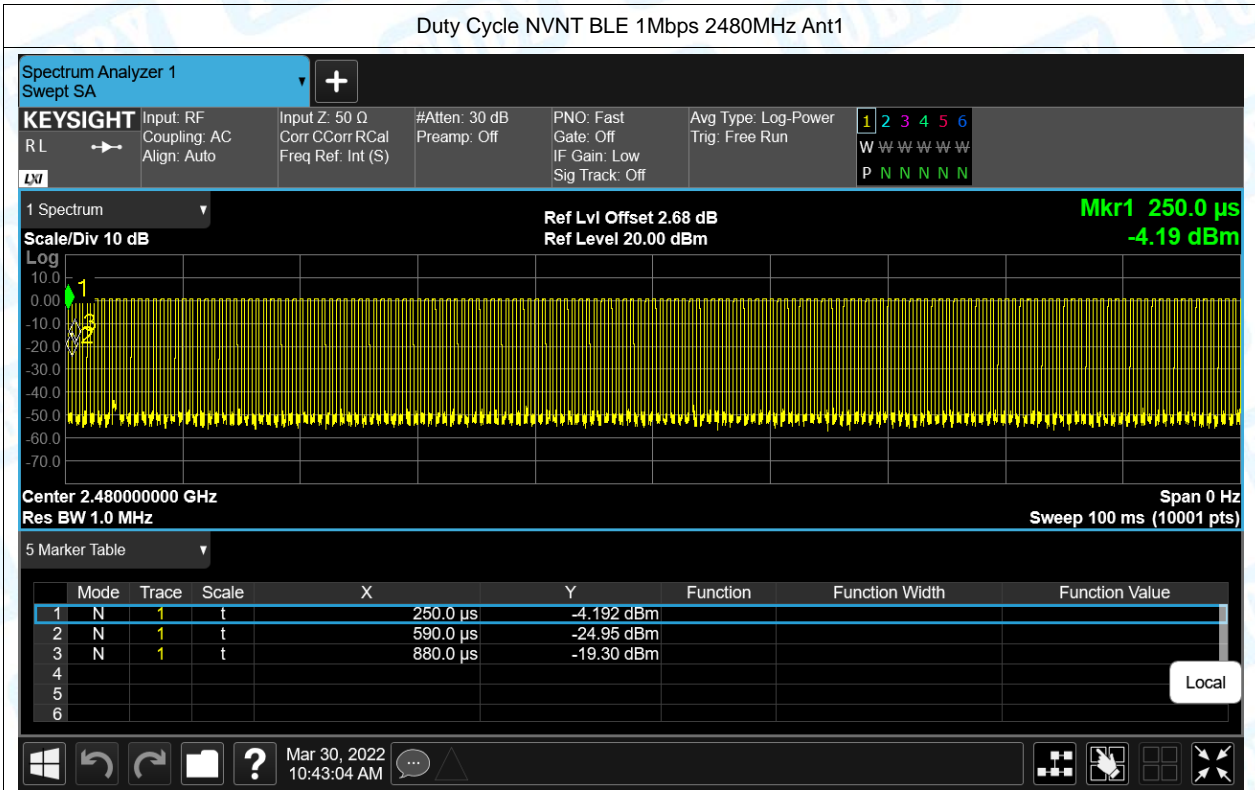 Duty Cycle NVNT BLE 1Mbps 2480MHz Ant1
Spectrum Analyzer 1
Swept SA
+
KEYSIGHT
RL
LXI
Input: RF
Coupling: AC
Align: Auto
Input Z: 50 Ω
Corr CCorr RCal
Freq Ref: Int (S)
#Atten: 30 dB
Preamp: Off
PNO: Fast
Gate: Off
IF Gain: Low
Sig Track: Off
Avg Type: Log-Power
Trig: Free Run
1 2 3 4 5 6
W W W W W W
P N N N N N
1 Spectrum
Scale/Div 10 dB
Ref Lvl Offset 2.68 dB
Ref Level 20.00 dBm
Mkr1 250.0 µs
-4.19 dBm
Log
10.0
0.00
-10.0
-20.0
-30.0
-40.0
-50.0
-60.0
-70.0
1
3
2
Center 2.480000000 GHz
Res BW 1.0 MHz
Span 0 Hz
Sweep 100 ms (10001 pts)
5 Marker Table
Mode Trace Scale X Y Function Function Width Function Value
1 N 1 t 250.0 µs -4.192 dBm
2 N 1 t 590.0 µs -24.95 dBm
3 N 1 t 880.0 µs -19.30 dBm
4
5
6
Local
?
Mar 30, 2022
10:43:04 AM